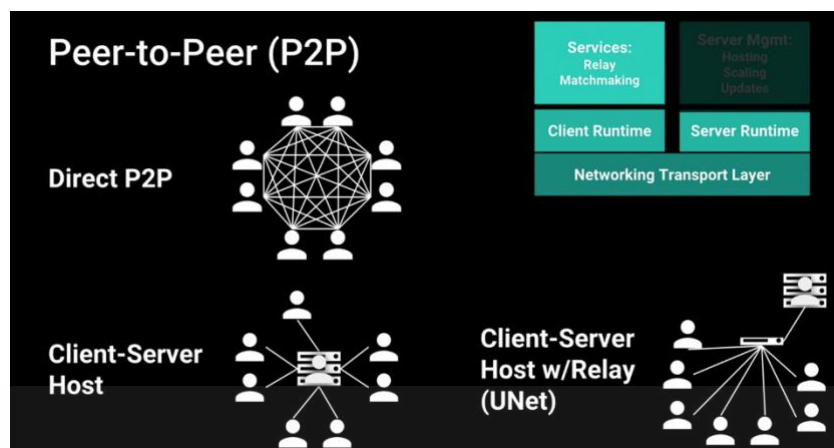 Peer-to-Peer (P2P)
Services:
Relay
Matchmaking
Server Mgmt:
Hosting
Scaling
Updates
Client Runtime
Server Runtime
Networking Transport Layer
Direct P2P
Client-Server
Host
Client-Server
Host w/Relay
(UNet)